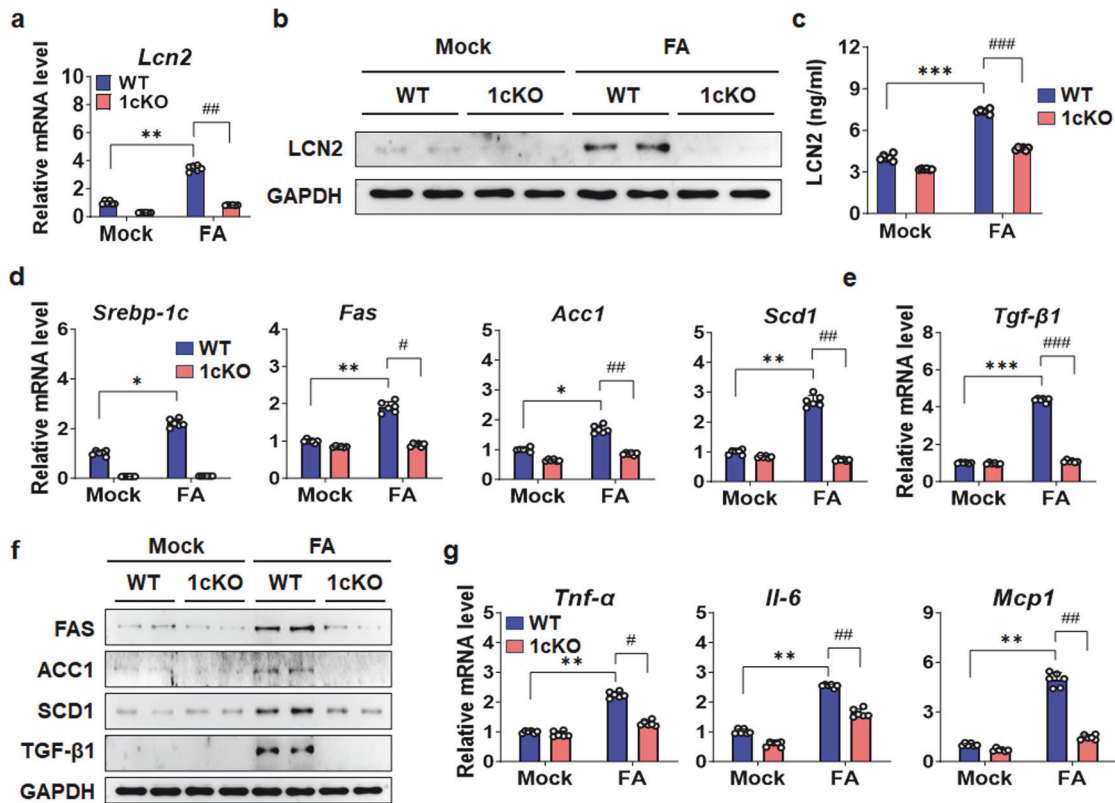 a
Lcn2
Relative mRNA level
6
4
2
1
0
WT
1cKO
**
##
Mock FA
b
Mock FA
WT 1cKO WT 1cKO
LCN2
GAPDH
c
LCN2 (ng/ml)
12
9
6
3
0
***
###
WT
1cKO
Mock FA
d
Relative mRNA level
Srebp-1c
6
4
2
0
WT
1cKO
*
Mock FA
Fas
4
3
2
1
0
**
#
Mock FA
Acc1
5
4
3
2
1
0
*
##
Mock FA
Scd1
5
4
3
2
1
0
**
##
Mock FA
e
Tgf-β1
Relative mRNA level
8
6
4
2
1
0
***
###
Mock FA
f
Mock FA
WT 1cKO WT 1cKO
FAS
ACC1
SCD1
TGF-β1
GAPDH
g
Relative mRNA level
Tnf-α
5
4
3
2
1
0
WT
1cKO
**
#
Mock FA
Il-6
5
4
3
2
1
0
**
##
Mock FA
Mcp1
9
6
3
1
0
**
##
Mock FA